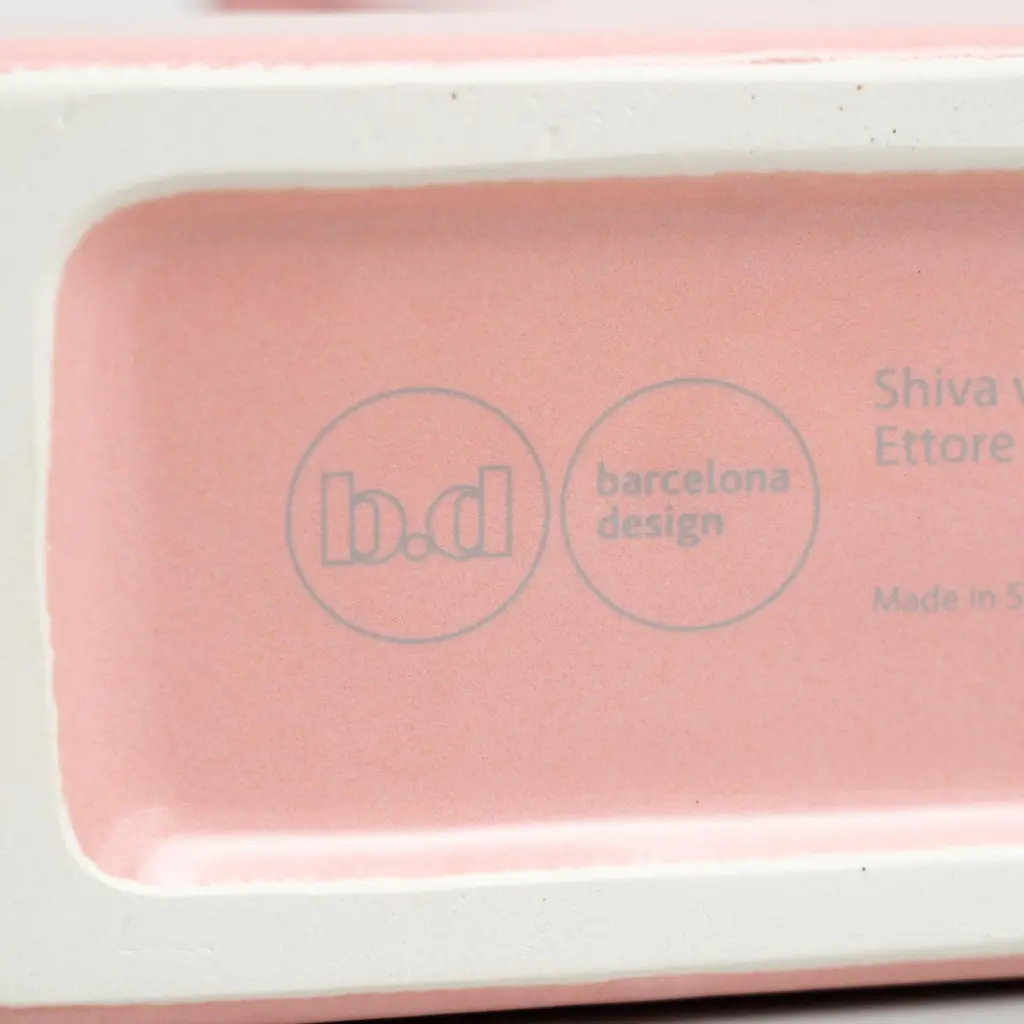 b.d
barcelona
design
Shiva
Ettore
Made in